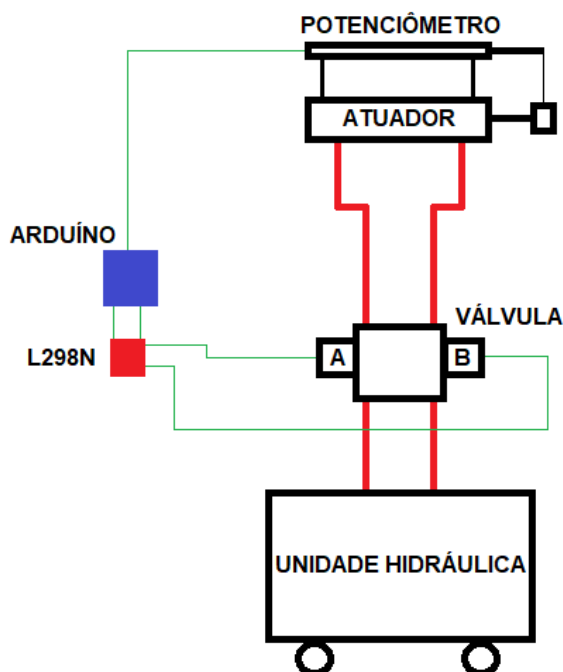 POTENCIÔMETRO
ATUADOR
ARDUÍNO
VÁLVULA
L298N
A
B
UNIDADE HIDRÁULICA